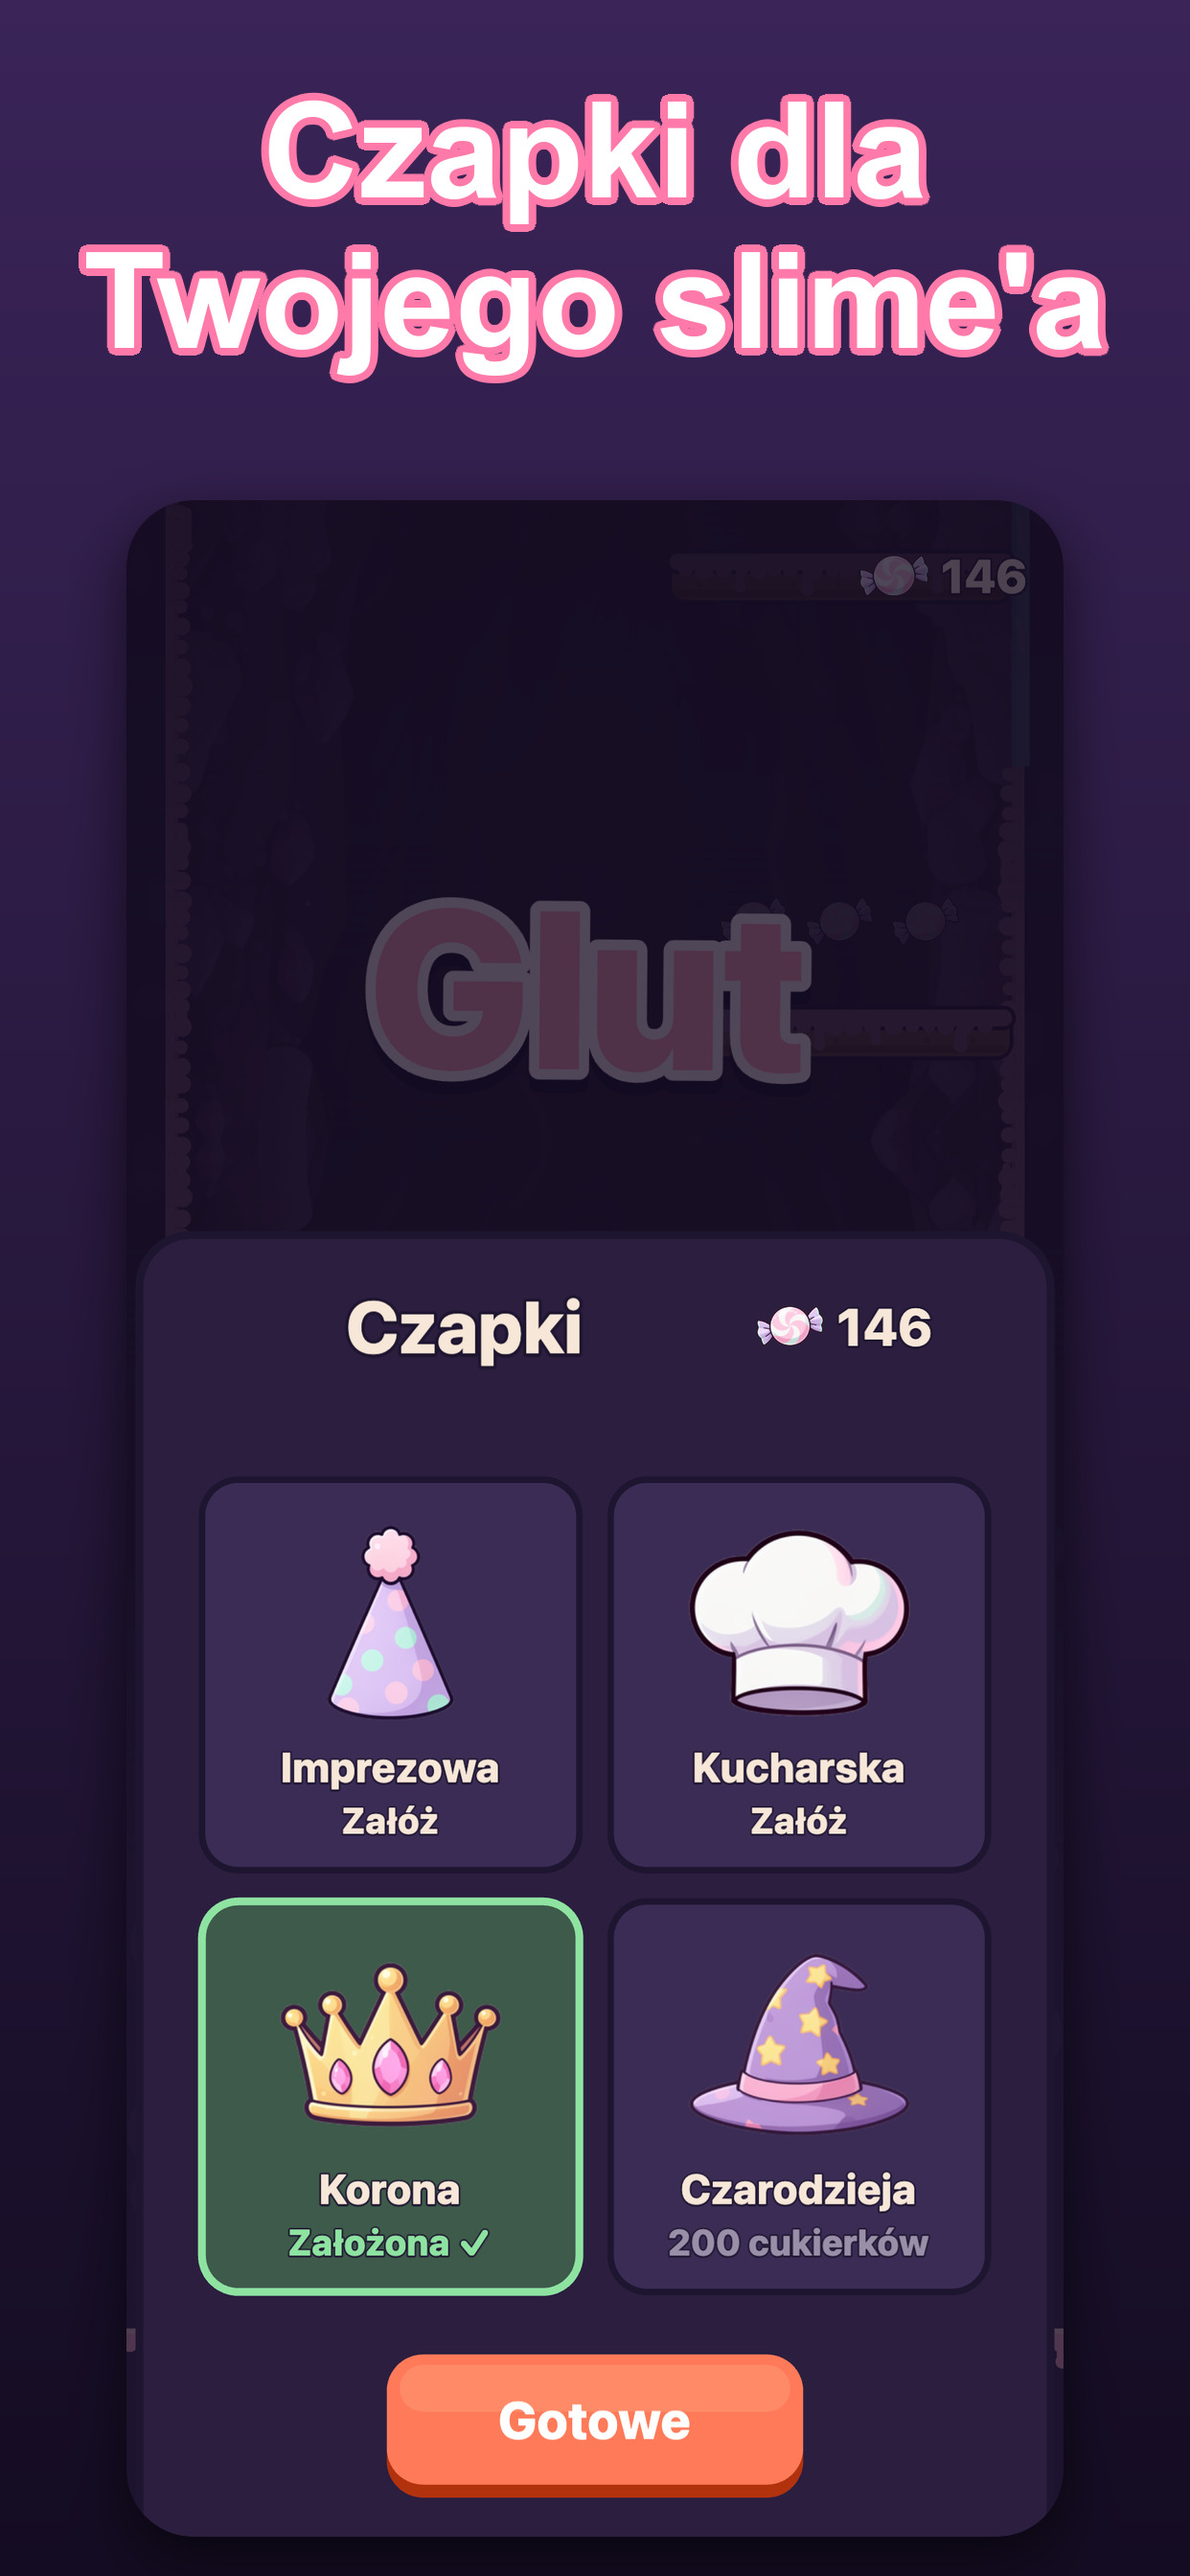 Czapki dla
Twojego slime'a
146
Glut
Czapki
146
Imprezowa
Załóż
Kucharska
Załóż
Korona
Założona ✓
Czarodzieja
200 cukierków
Gotowe